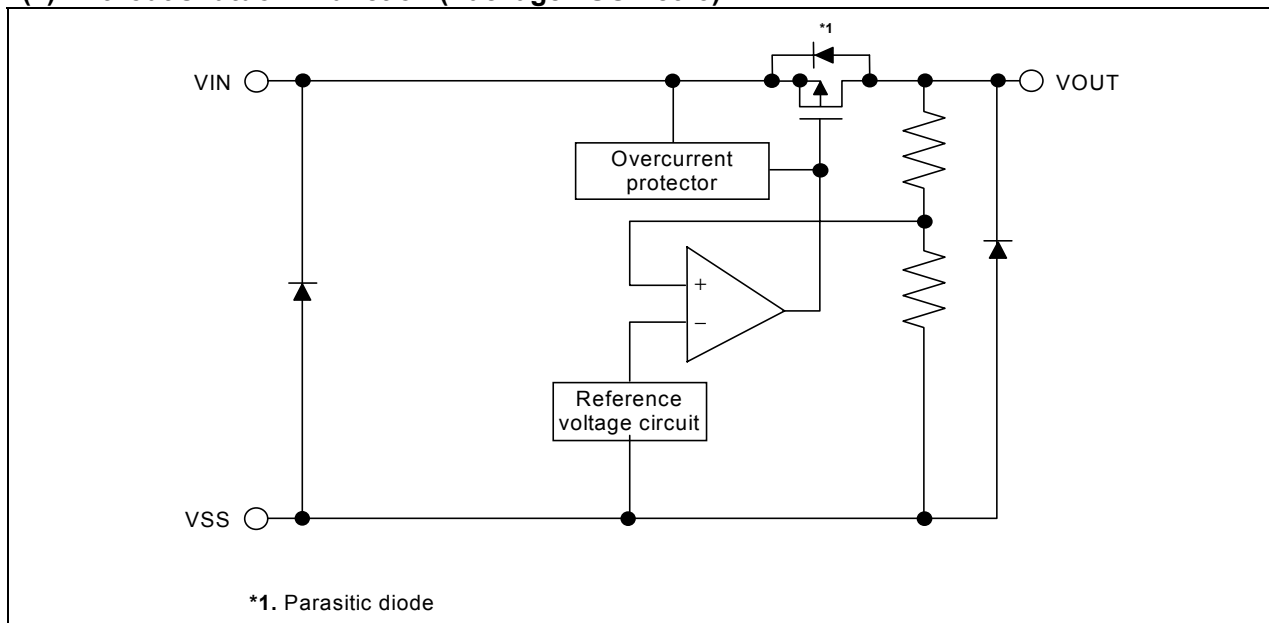 *1
VIN
VOUT
Overcurrent
protector
+
−
Reference
voltage circuit
VSS
*1. Parasitic diode